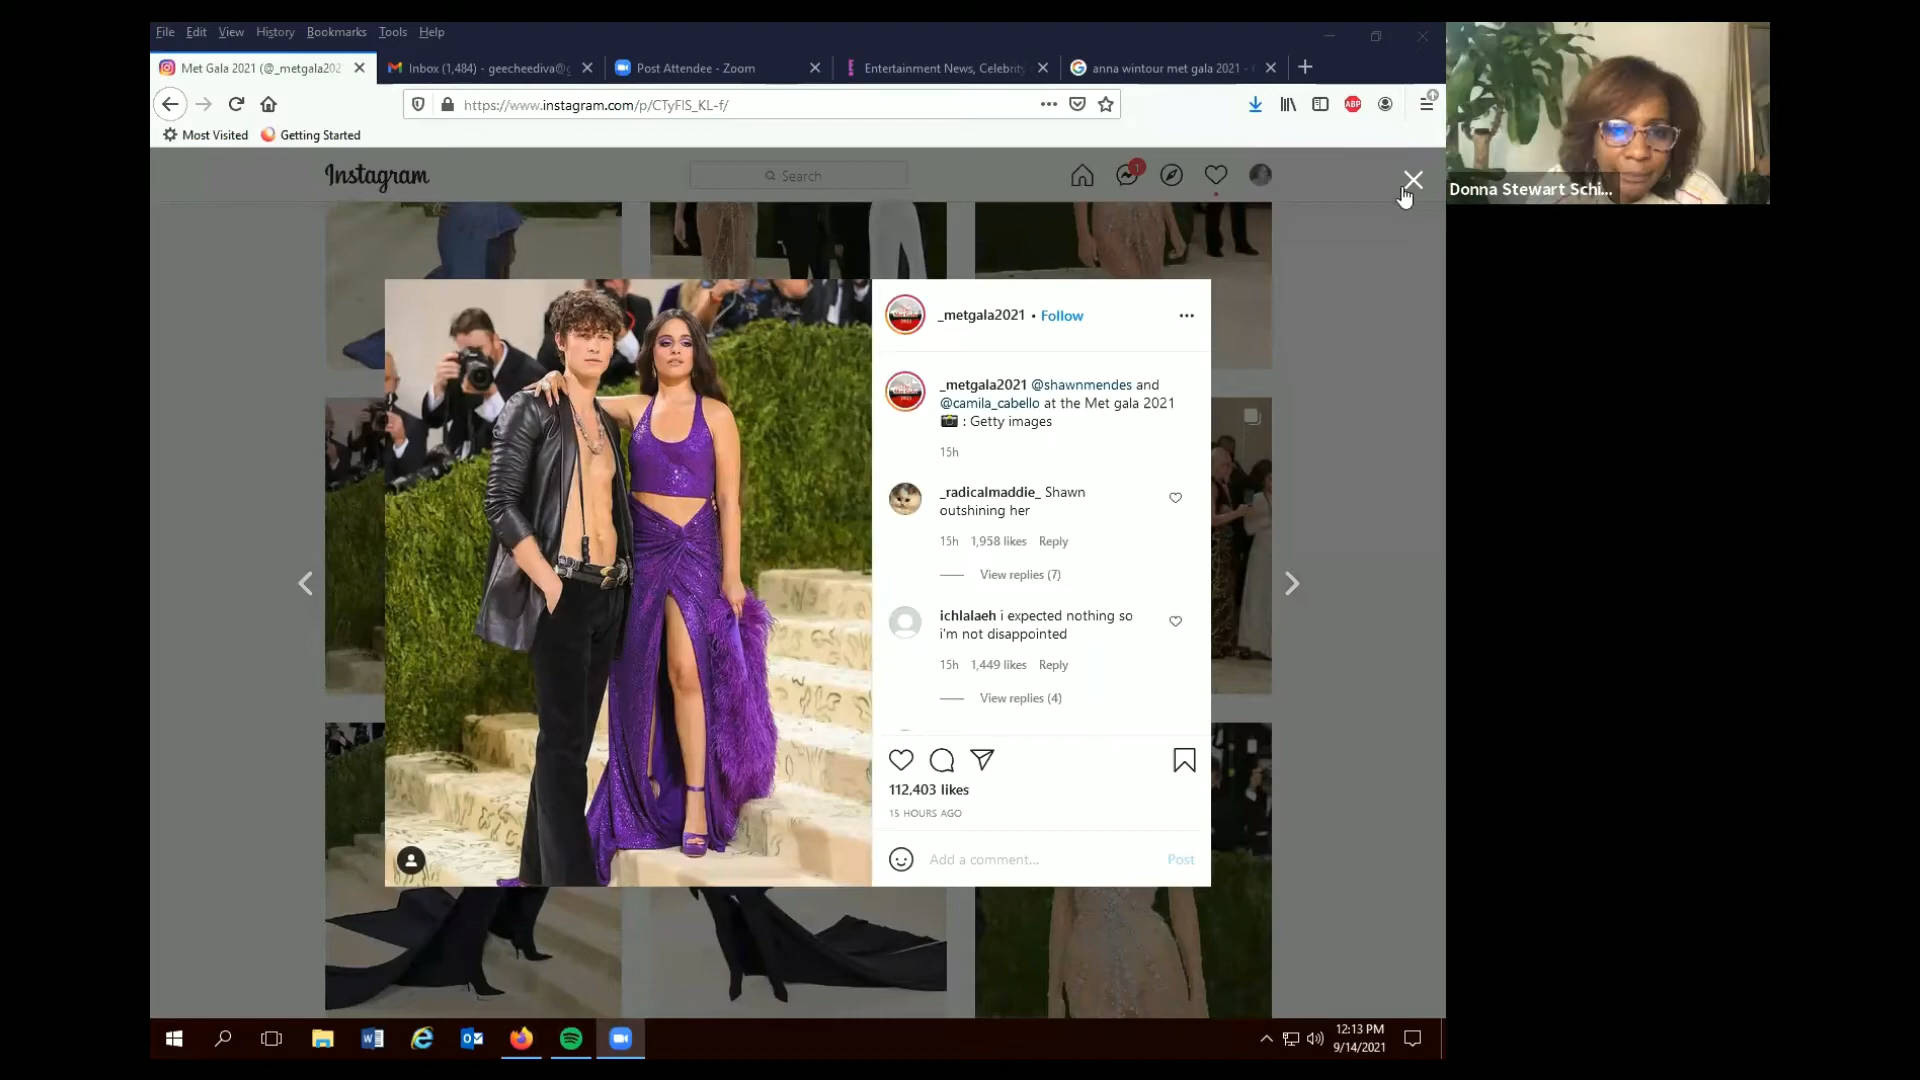 File Edit View History Bookmarks Tools Help
Met Gala 2021 (@_metgala202
Inbox (1,484) - geecheediva@g
Post Attendee - Zoom
Entertainment News, Celebrity
anna wintour met gala 2021 -
https://www.instagram.com/p/CTyFlS_KL-f/
ABP
Most Visited Getting Started
Instagram
Search
1
Donna Stewart Schi...
_metgala2021 • Follow
_metgala2021 @shawnmendes and
@camila_cabello at the Met gala 2021
: Getty images
15h
_radicalmaddie_ Shawn
outshining her
15h 1,958 likes Reply
View replies (7)
ichlalaeh i expected nothing so
i'm not disappointed
15h 1,449 likes Reply
View replies (4)
112,403 likes
15 HOURS AGO
Add a comment... Post
12:13 PM
9/14/2021